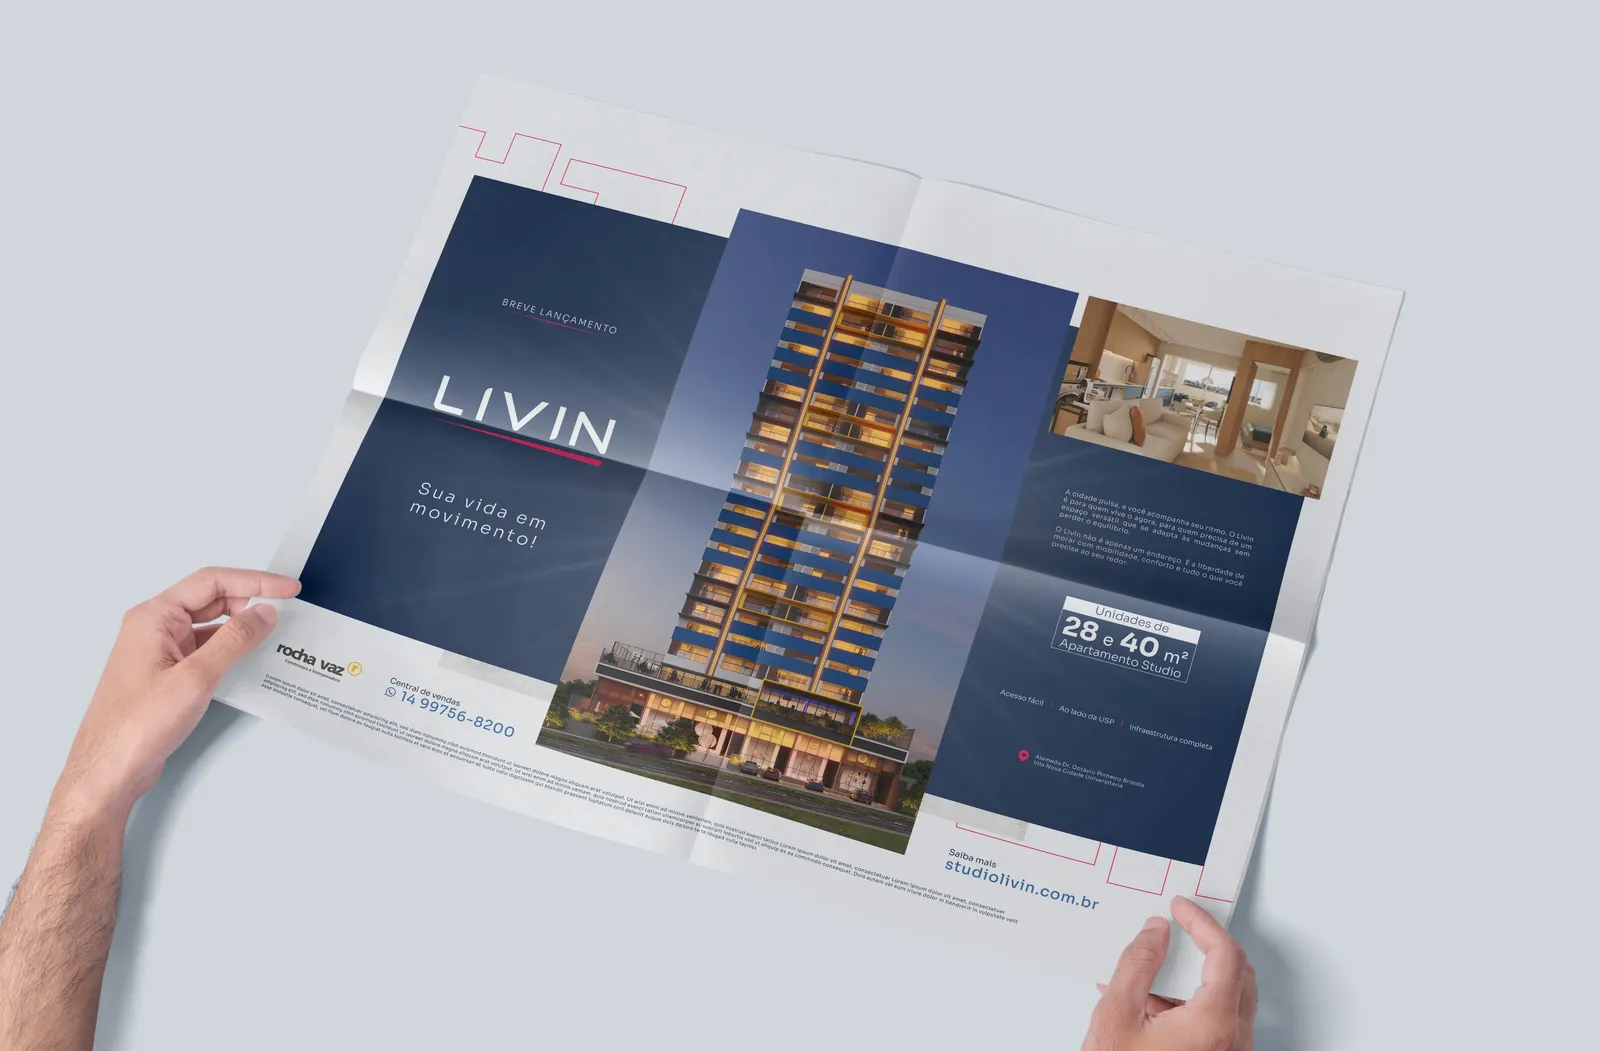 BREVE LANÇAMENTO
LIVIN
Sua vida em
movimento!
A cidade pulsa, e você acompanha seu ritmo. O Livin
é para quem vive o agora, para quem precisa de um
espaço versátil que se adapta às mudanças sem
perder o equilíbrio.
O Livin não é apenas um endereço. É a liberdade de
morar com mobilidade, conforto e tudo o que você
precisa ao seu redor.
Unidades de
28 e 40 m²
Apartamento Studio
Acesso fácil | Ao lado da USP | Infraestrutura completa
Alameda Dr. Octávio Pinheiro Brisolla
Vila Nova Cidade Universitária
rocha vaz r
Construtora e Incorporadora
Central de vendas
14 99756-8200
Saiba mais
studiolivin.com.br